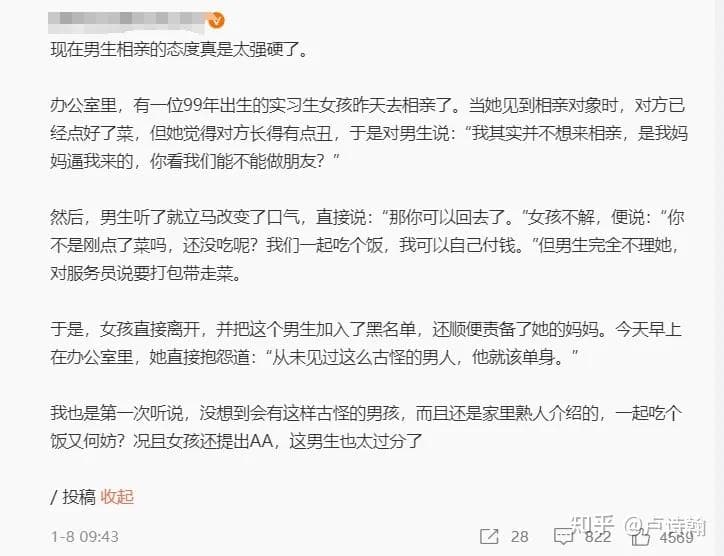 现在男生相亲的态度真是太强硬了。
办公室里，有一位99年出生的实习生女孩昨天去相亲了。当她见到相亲对象时，对方已
经点好了菜，但她觉得对方长得有点丑，于是对男生说：“我其实并不想来相亲，是我妈
妈逼我来的，你看我们能不能做朋友？”
然后，男生听了就立马改变了口气，直接说：“那你可以回去了。”女孩不解，便说：“你
不是刚点了菜吗，还没吃呢？我们一起吃个饭，我可以自己付钱。”但男生完全不理她，
对服务员说要打包带走菜。
于是，女孩直接离开，并把这个男生加入了黑名单，还顺便责备了她的妈妈。今天早上
在办公室里，她直接抱怨道：“从未见过这么古怪的男人，他就该单身。”
我也是第一次听说，没想到会有这样古怪的男孩，而且还是家里熟人介绍的，一起吃个
饭又何妨？况且女孩还提出AA，这男生也太过分了
/ 投稿 收起
1-8 09:43 28 822 4569
知乎 @卢诗翰